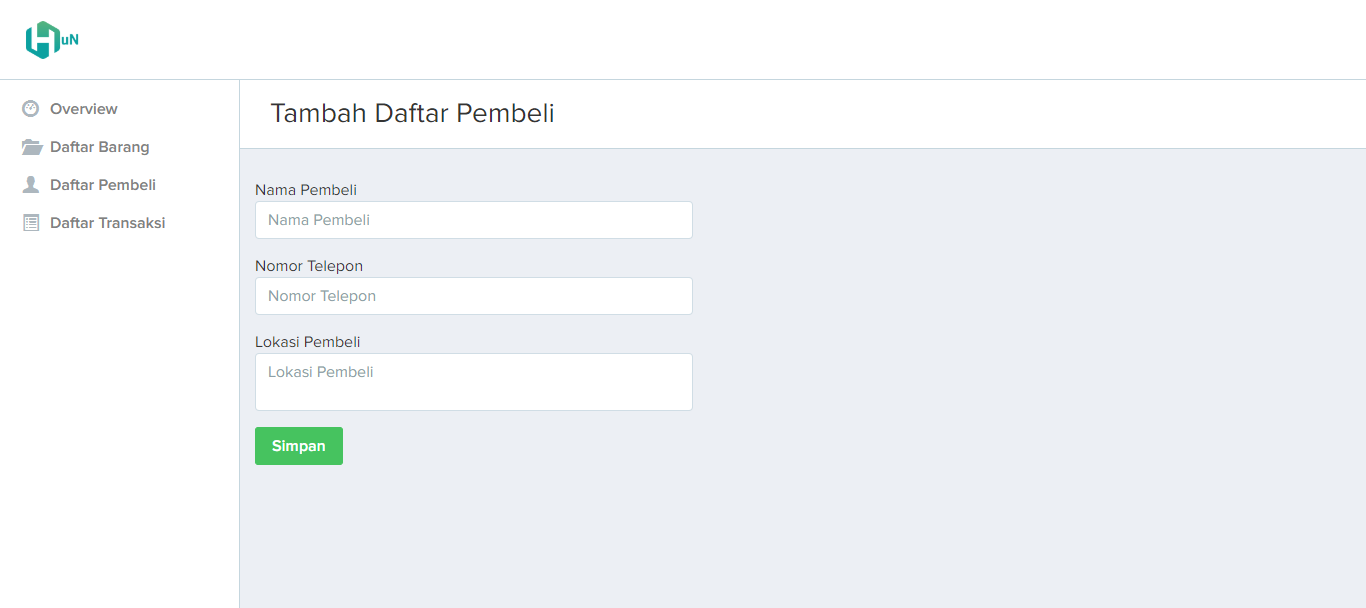 HuN
Overview
Daftar Barang
Daftar Pembeli
Daftar Transaksi
Tambah Daftar Pembeli
Nama Pembeli
Nama Pembeli
Nomor Telepon
Nomor Telepon
Lokasi Pembeli
Lokasi Pembeli
Simpan